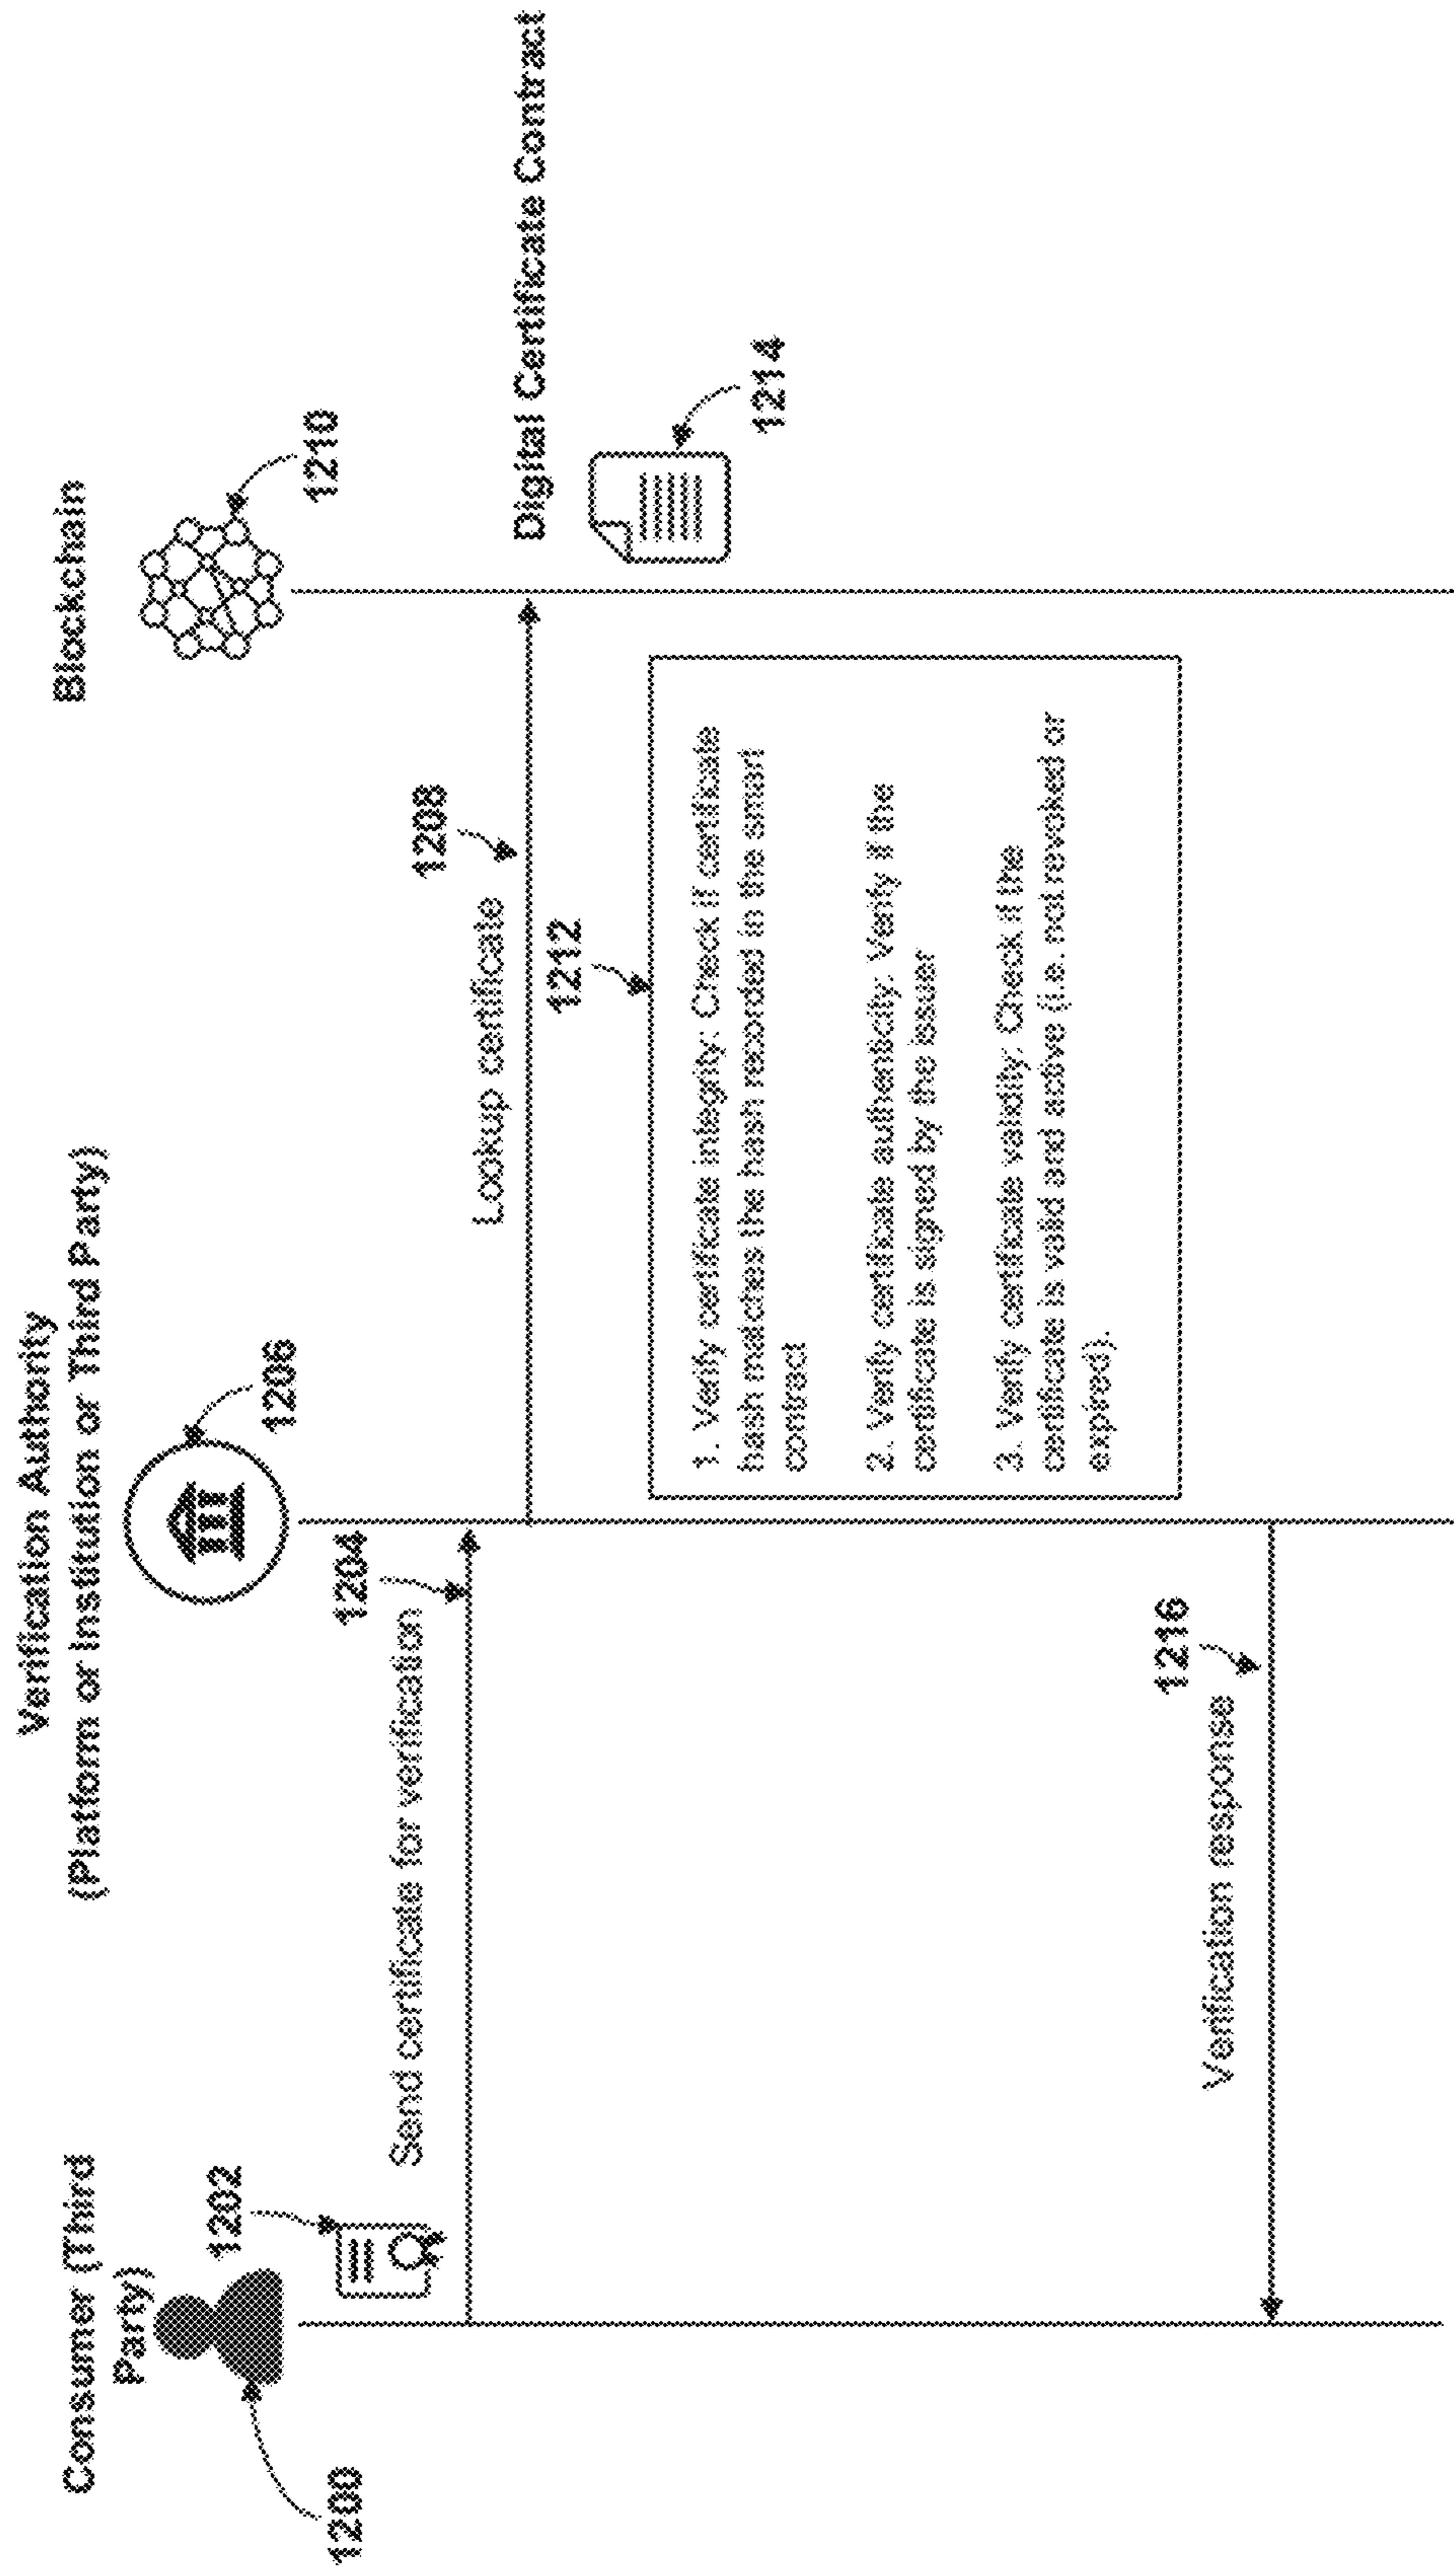 Consumer (Third
Party)
1200
1202
Verification Authority
(Platform or Institution or Third Party)
1206
Blockchain
1210
Send certificate for verification
1204
Lookup certificate
1208
Digital Certificate Contract
1214
1212
1. Verify certificate integrity: Check if certificate
hash matches the hash recorded in the smart
contract
2. Verify certificate authenticity: Verify if the
certificate is signed by the issuer
3. Verify certificate validity: Check if the
certificate is valid and active (i.e. not revoked or
expired).
Verification response
1216